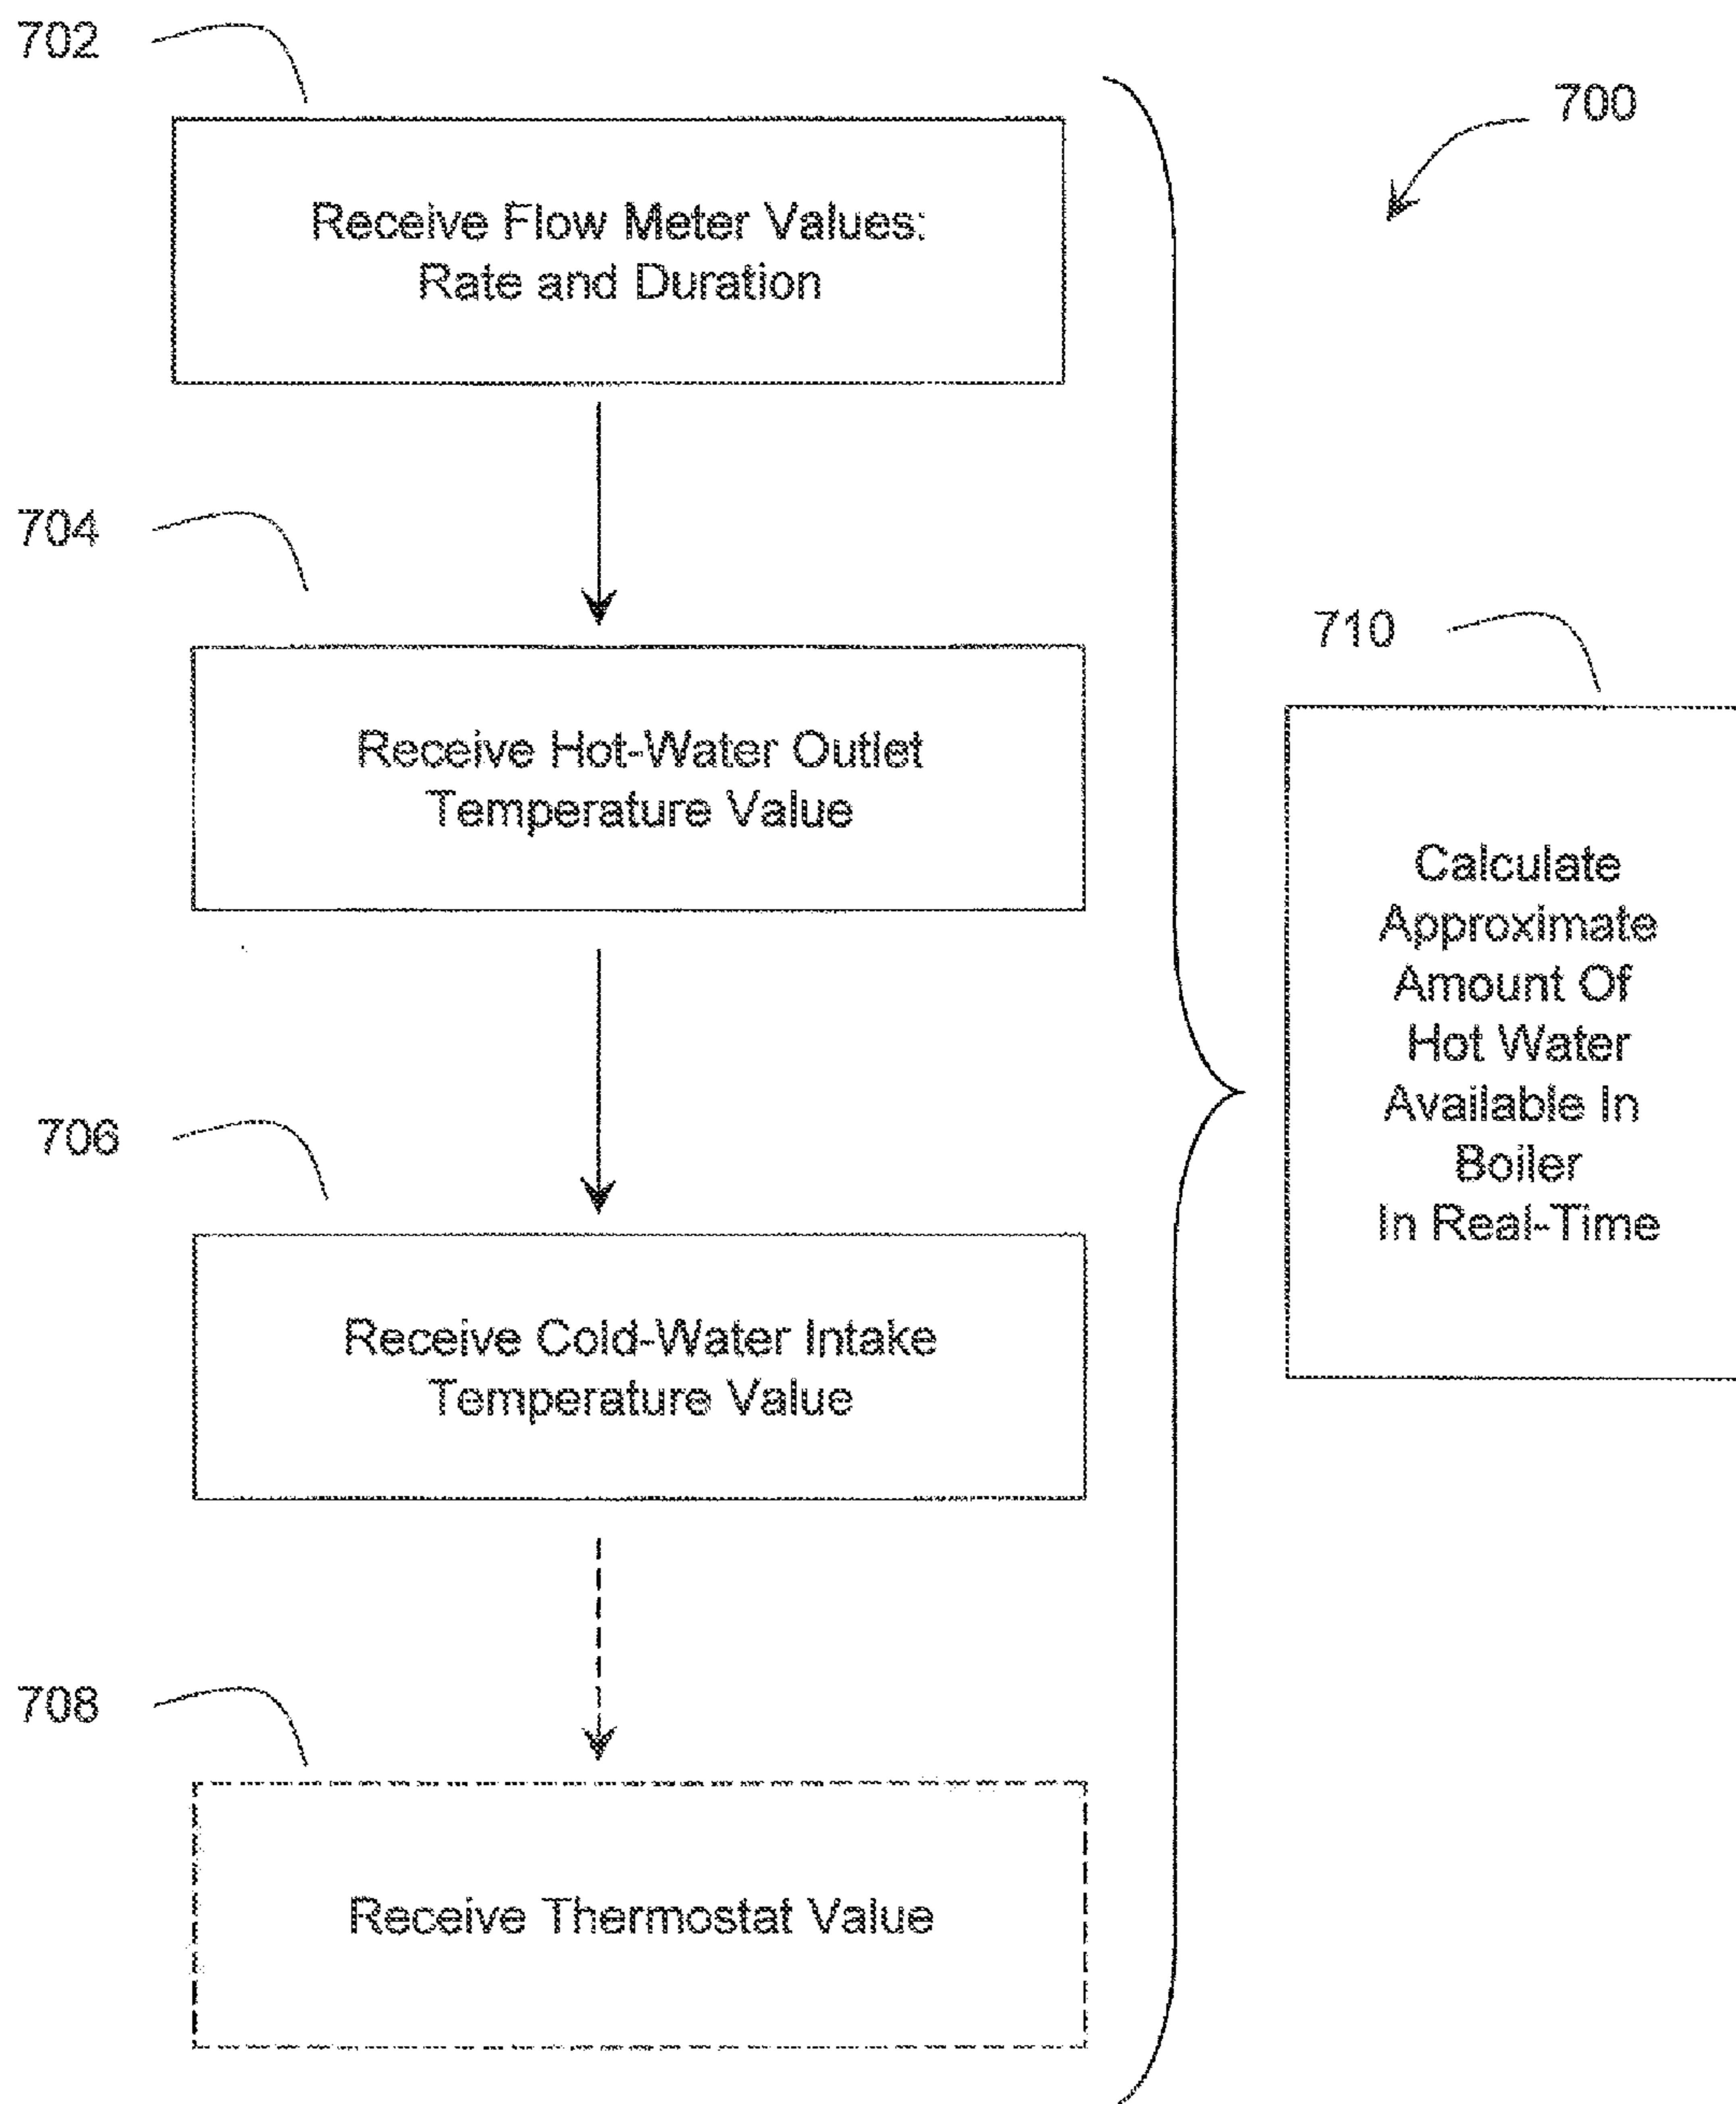 702
700
Receive Flow Meter Values:
Rate and Duration
704
Receive Hot-Water Outlet
Temperature Value
710
Calculate
Approximate
Amount Of
Hot Water
Available In
Boiler
In Real-Time
706
Receive Cold-Water Intake
Temperature Value
708
Receive Thermostat Value